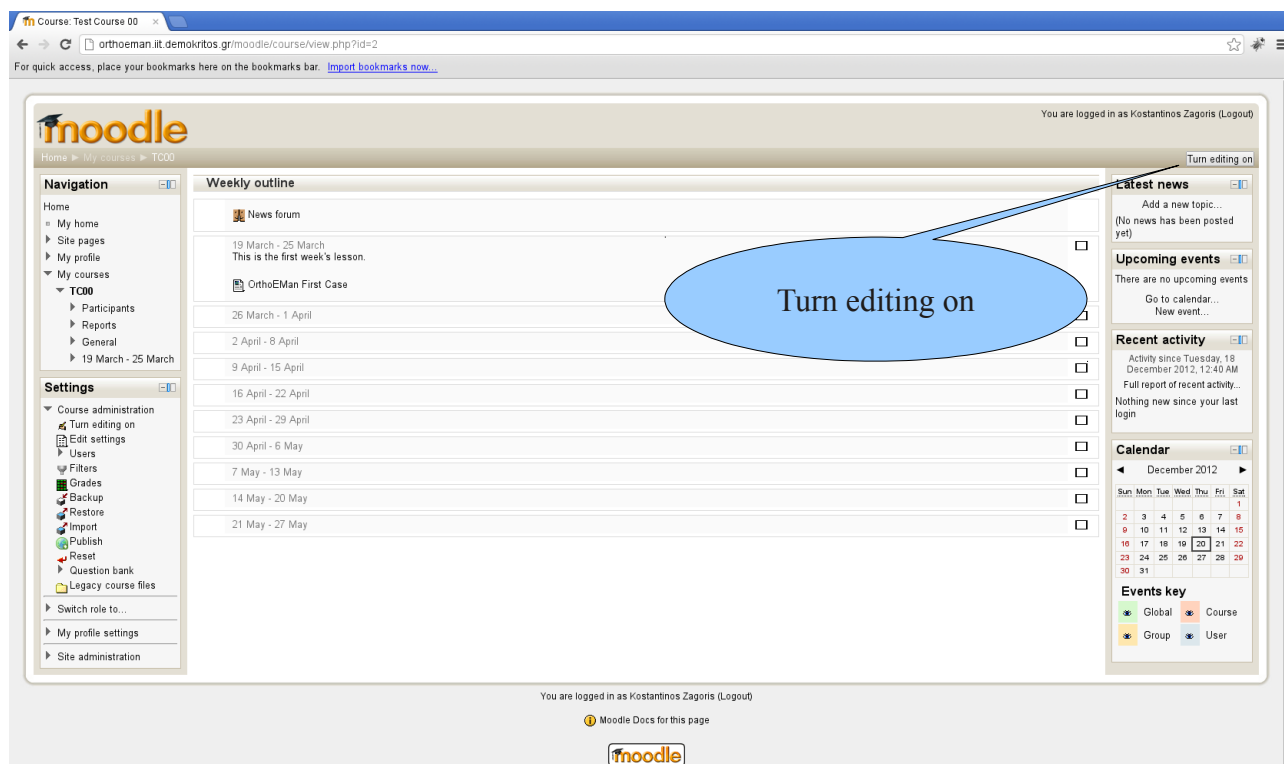 Course: Test Course 00
orthoeman.iit.demokritos.gr/moodle/course/view.php?id=2
For quick access, place your bookmarks here on the bookmarks bar. Import bookmarks now...
moodle
You are logged in as Kostantinos Zagoris (Logout)
Home ► My courses ► TC00
Turn editing on
Navigation
Home
My home
Site pages
My profile
My courses
TC00
Participants
Reports
General
19 March - 25 March
Settings
Course administration
Turn editing on
Edit settings
Users
Filters
Grades
Backup
Restore
Import
Publish
Reset
Question bank
Legacy course files
Switch role to...
My profile settings
Site administration
Weekly outline
News forum
19 March - 25 March
This is the first week's lesson.
OrthoEMan First Case
26 March - 1 April
2 April - 8 April
9 April - 15 April
16 April - 22 April
23 April - 29 April
30 April - 6 May
7 May - 13 May
14 May - 20 May
21 May - 27 May
Turn editing on
Latest news
Add a new topic...
(No news has been posted
yet)
Upcoming events
There are no upcoming events
Go to calendar...
New event...
Recent activity
Activity since Tuesday, 18
December 2012, 12:40 AM
Full report of recent activity...
Nothing new since your last
login
Calendar
◄ December 2012 ►
Sun Mon Tue Wed Thu Fri Sat
1
2 3 4 5 6 7 8
9 10 11 12 13 14 15
16 17 18 19 20 21 22
23 24 25 26 27 28 29
30 31
Events key
Global Course
Group User
You are logged in as Kostantinos Zagoris (Logout)
Moodle Docs for this page
moodle